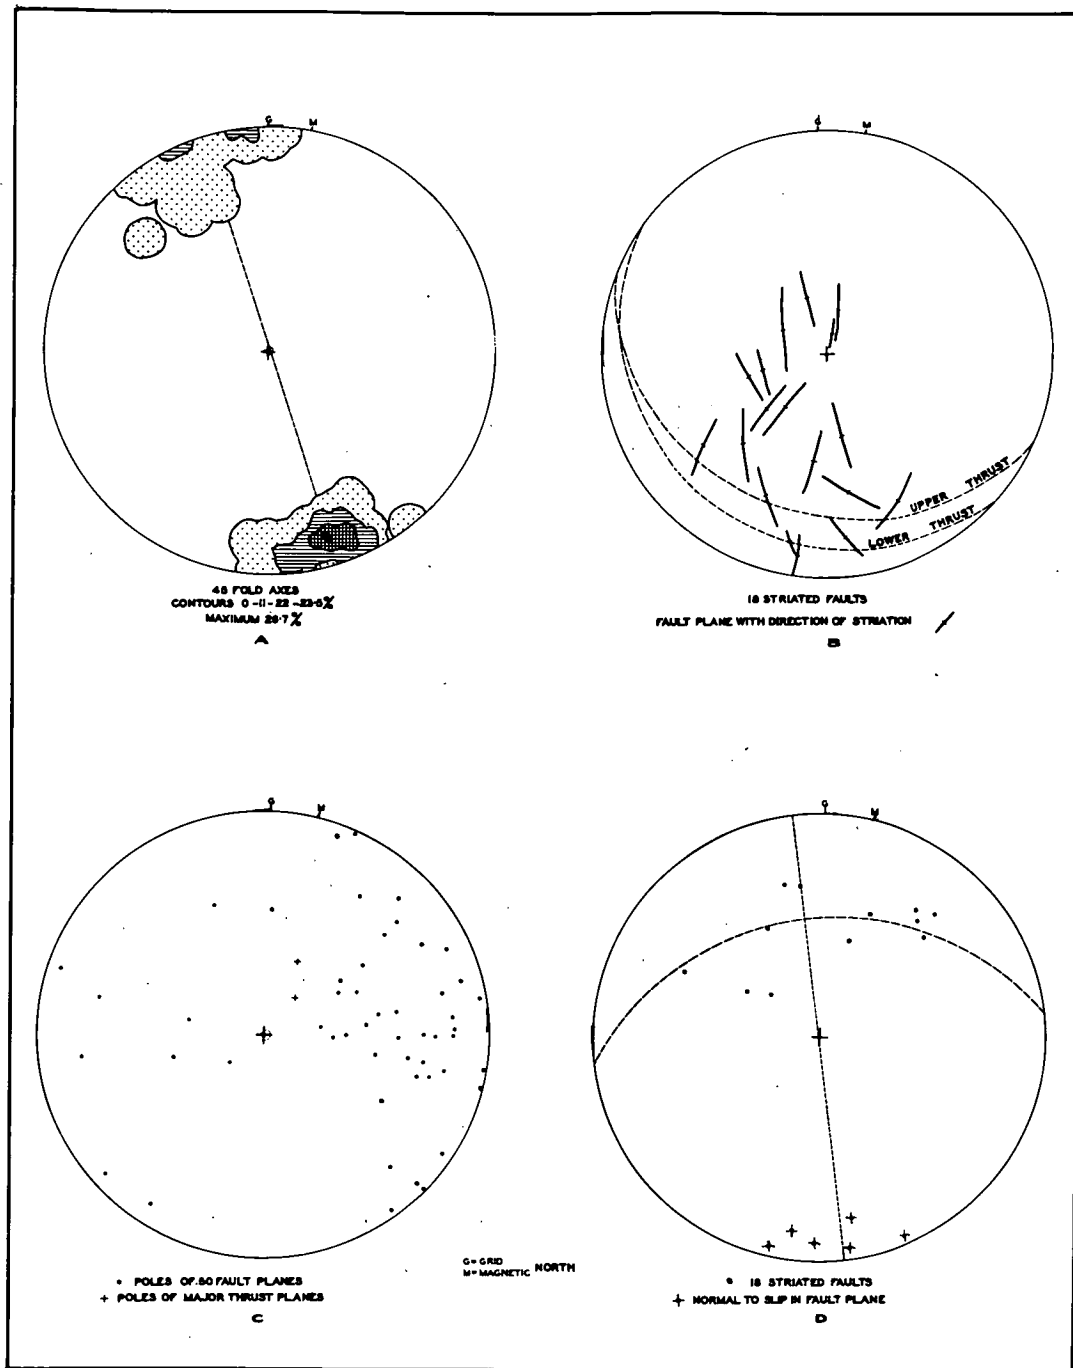 G M
48 FOLD AXES
CONTOURS 0-11-22-23·5%
MAXIMUM 28·7%
A
G M
UPPER THRUST
LOWER THRUST
18 STRIATED FAULTS
FAULT PLANE WITH DIRECTION OF STRIATION
B
G M
• POLES OF 50 FAULT PLANES
+ POLES OF MAJOR THRUST PLANES
C
G = GRID
M = MAGNETIC NORTH
G M
• 18 STRIATED FAULTS
+ NORMAL TO SLIP IN FAULT PLANE
D